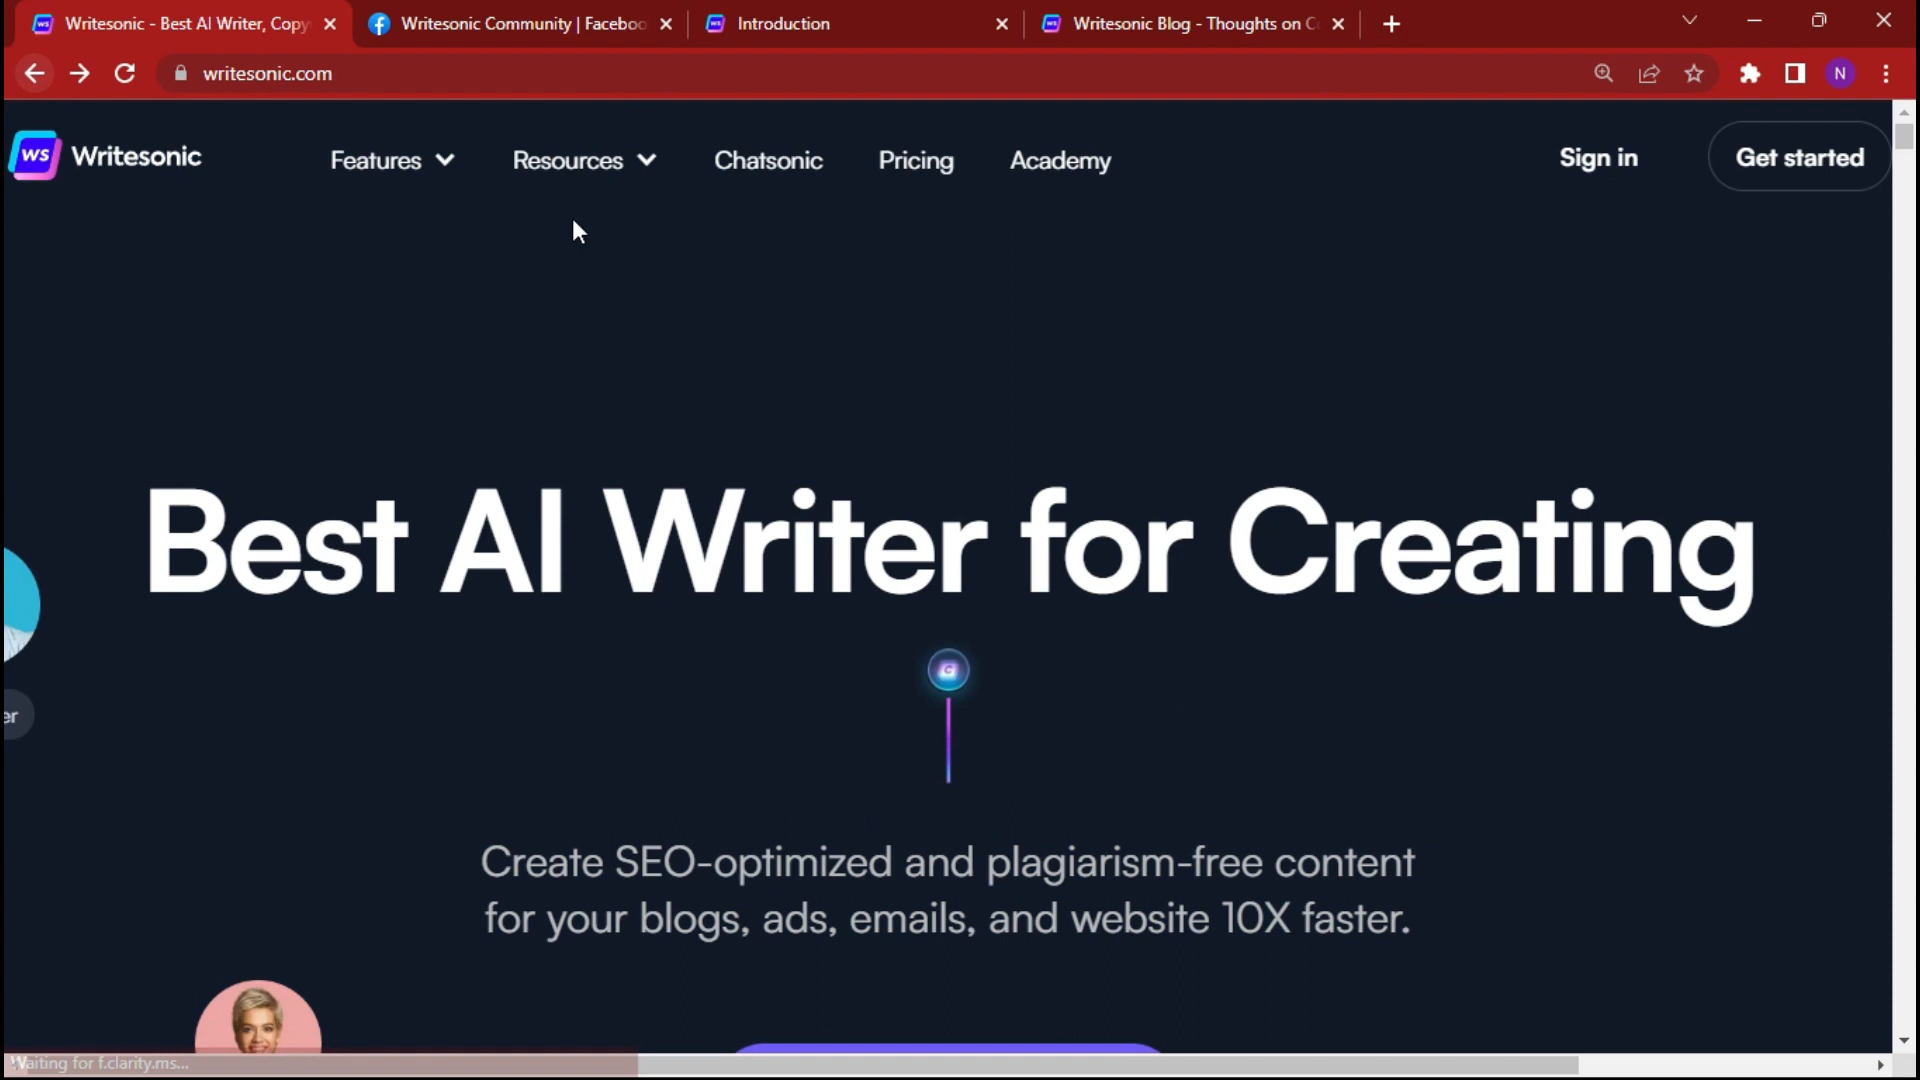 Writesonic - Best AI Writer, Copy
Writesonic Community | Faceboo
Introduction
Writesonic Blog - Thoughts on C
writesonic.com
N
ws Writesonic
Features
Resources
Chatsonic
Pricing
Academy
Sign in
Get started
Best AI Writer for Creating
C
er
Create SEO-optimized and plagiarism-free content
for your blogs, ads, emails, and website 10X faster.
Waiting for f.clarity.ms...